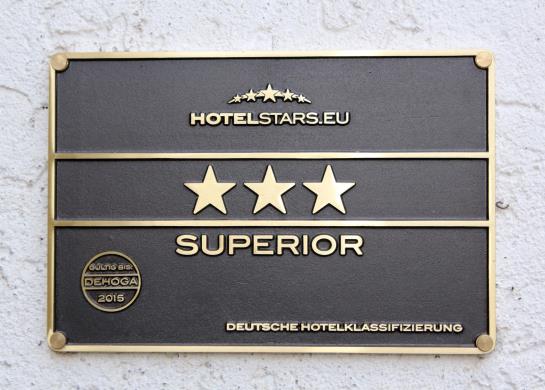 HOTELSTARS.EU
SUPERIOR
GÜLTIG BIS:
DEHOGA
2015
DEUTSCHE HOTELKLASSIFIZIERUNG